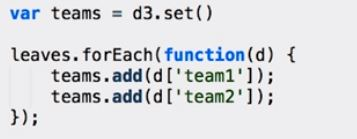 var teams = d3.set()
leaves.forEach(function(d) {
    teams.add(d['team1']);
    teams.add(d['team2']);
});